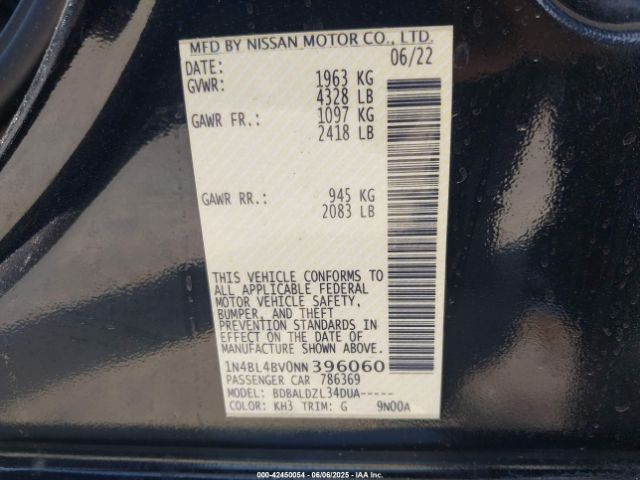 MFD BY NISSAN MOTOR CO., LTD.
DATE: 06/22
GVWR: 1963 KG
4328 LB
GAWR FR.: 1097 KG
2418 LB
GAWR RR.: 945 KG
2083 LB
THIS VEHICLE CONFORMS TO
ALL APPLICABLE FEDERAL
MOTOR VEHICLE SAFETY,
BUMPER, AND THEFT
PREVENTION STANDARDS IN
EFFECT ON THE DATE OF
MANUFACTURE SHOWN ABOVE.
1N4BL4BV0NN396060
PASSENGER CAR 786369
MODEL: BDBALDZL34DUA-----
COLOR: KH3 TRIM: G 9N00A
000-42450054 | 06/06/2025 | IAA Inc.